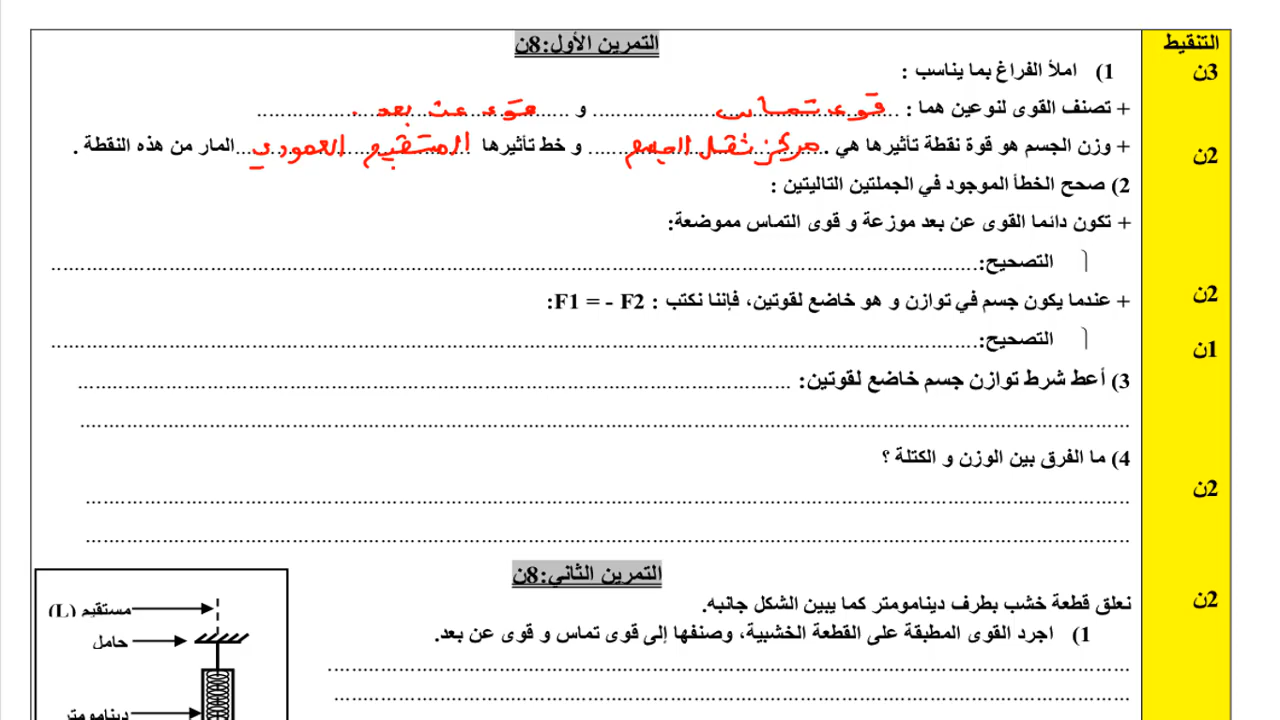 التنقيط
التمرين الأول:8ن
3ن
1) املأ الفراغ بما يناسب :
+ تصنف القوى لنوعين هما : قوى تماس و قوى عن بعد .
2ن
+ وزن الجسم هو قوة نقطة تأثيرها هي مركز ثقل الجسم و خط تأثيرها المستقيم العمودي المار من هذه النقطة .
2) صحح الخطأ الموجود في الجملتين التاليتين :
+ تكون دائما القوى عن بعد موزعة و قوى التماس مموضعة:
التصحيح:
2ن
+ عندما يكون جسم في توازن و هو خاضع لقوتين، فإننا نكتب : F1 = - F2:
1ن
التصحيح:
3) أعط شرط توازن جسم خاضع لقوتين:
4) ما الفرق بين الوزن و الكتلة ؟
2ن
التمرين الثاني:8ن
2ن
نعلق قطعة خشب بطرف دينامومتر كما يبين الشكل جانبه.
1) اجرد القوى المطبقة على القطعة الخشبية، وصنفها إلى قوى تماس و قوى عن بعد.
مستقيم (L)
حامل
دينامومتر